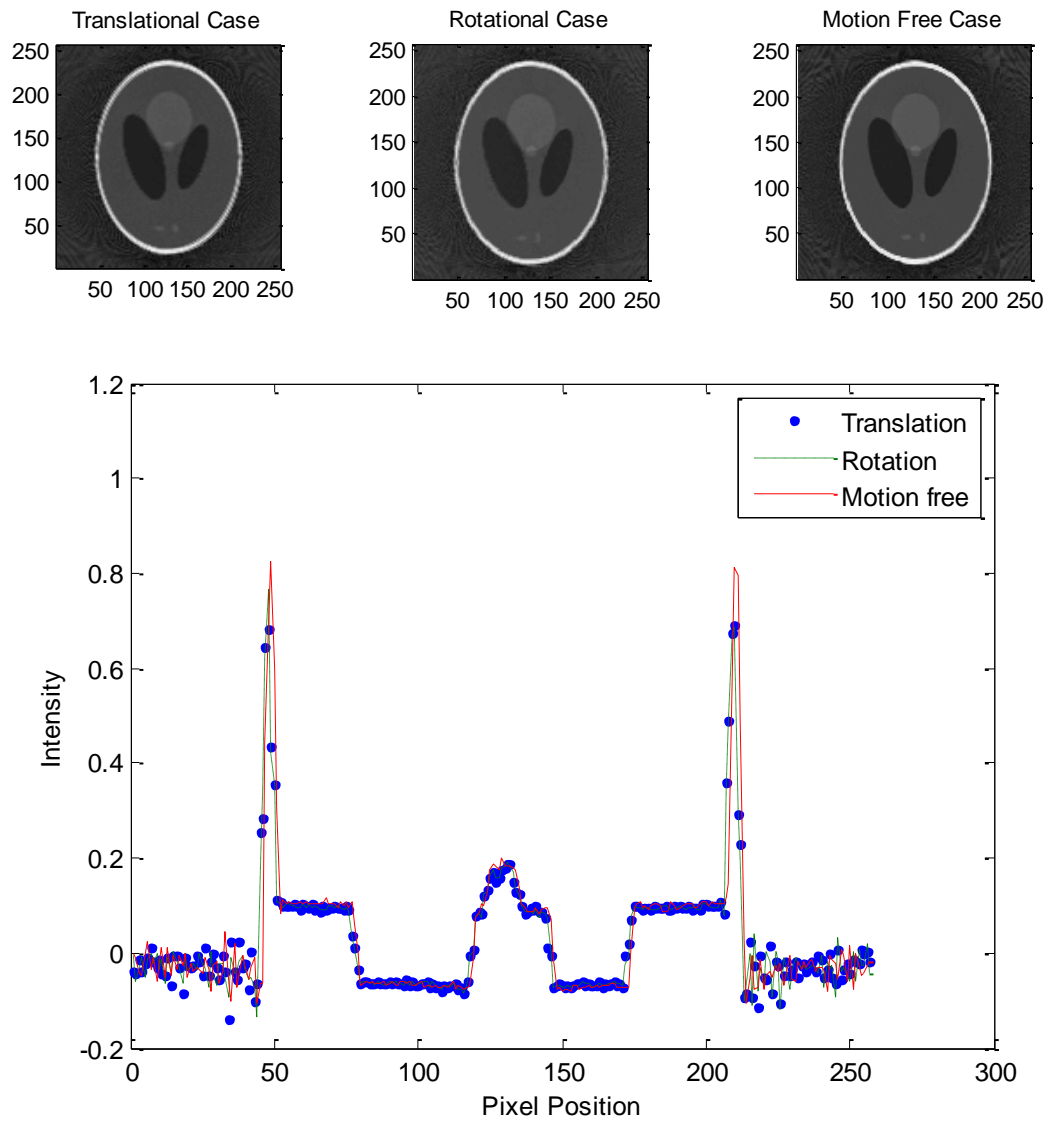 Translational Case
Rotational Case
Motion Free Case
250
200
150
100
50
50 100 150 200 250
250
200
150
100
50
50 100 150 200 250
250
200
150
100
50
50 100 150 200 250
1.2
1
0.8
0.6
0.4
0.2
0
-0.2
Intensity
0 50 100 150 200 250 300
Pixel Position
Translation
Rotation
Motion free